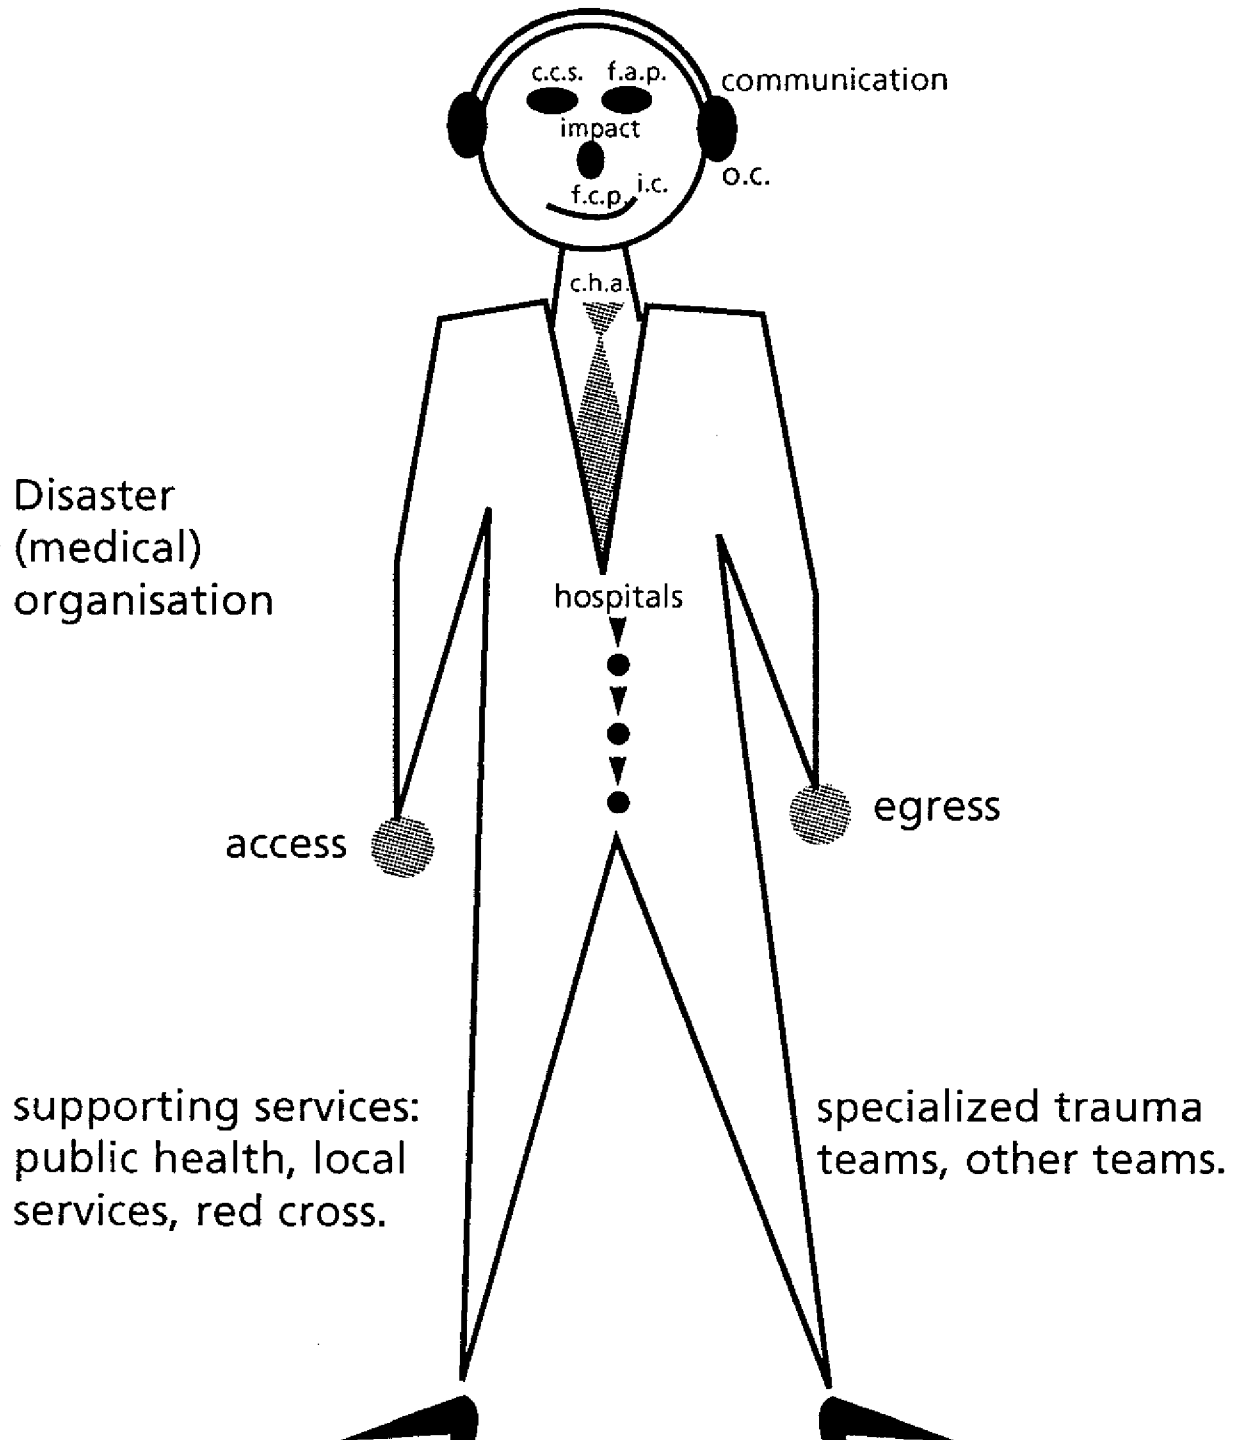 c.c.s. f.a.p.
communication
impact
o.c.
i.c.
f.c.p.
c.h.a.
Disaster
(medical)
organisation
hospitals
egress
access
supporting services:
public health, local
services, red cross.
specialized trauma
teams, other teams.